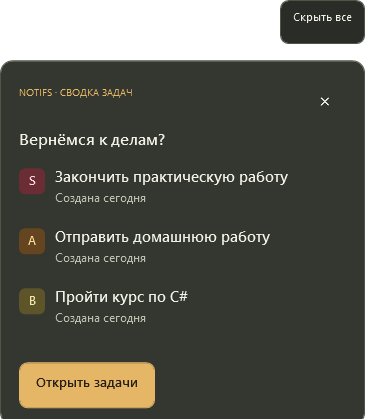 Скрыть все
NOTIFS · СВОДКА ЗАДАЧ
×
Вернёмся к делам?
S
Закончить практическую работу
Создана сегодня
A
Отправить домашнюю работу
Создана сегодня
B
Пройти курс по C#
Создана сегодня
Открыть задачи